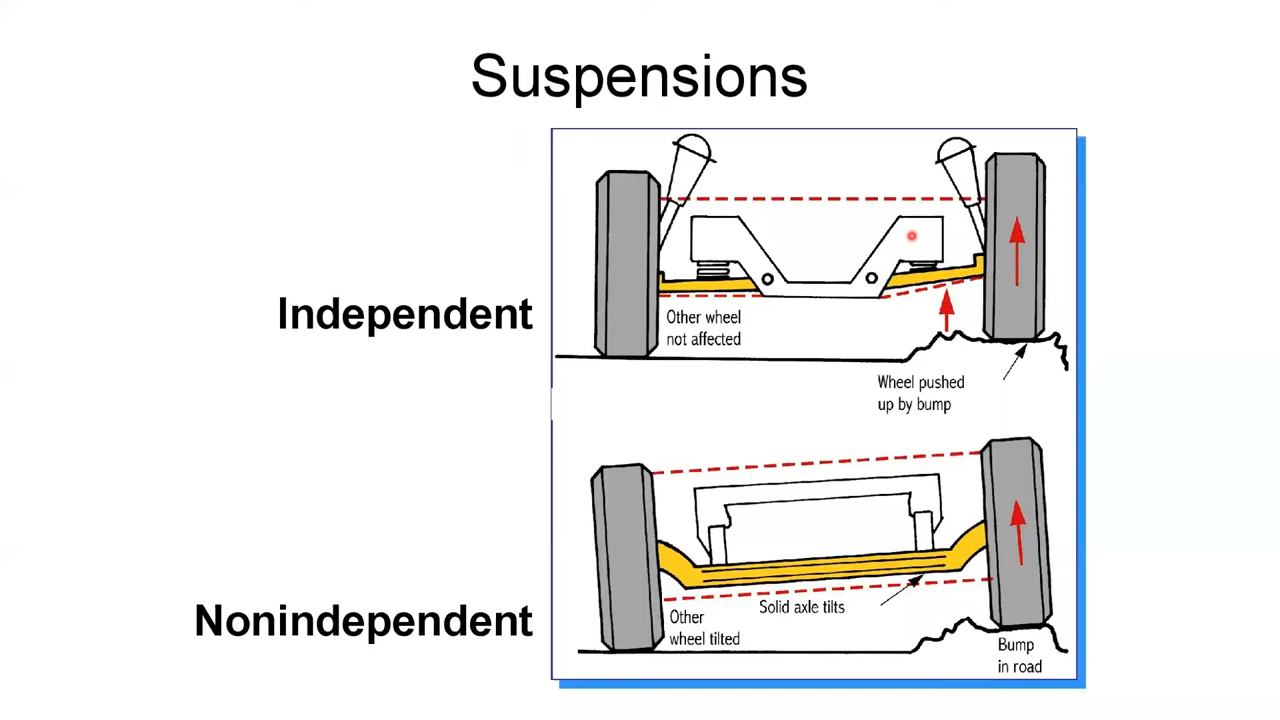 Suspensions
Independent
Other wheel
not affected
Wheel pushed
up by bump
Nonindependent
Other
wheel tilted
Solid axle tilts
Bump
in road